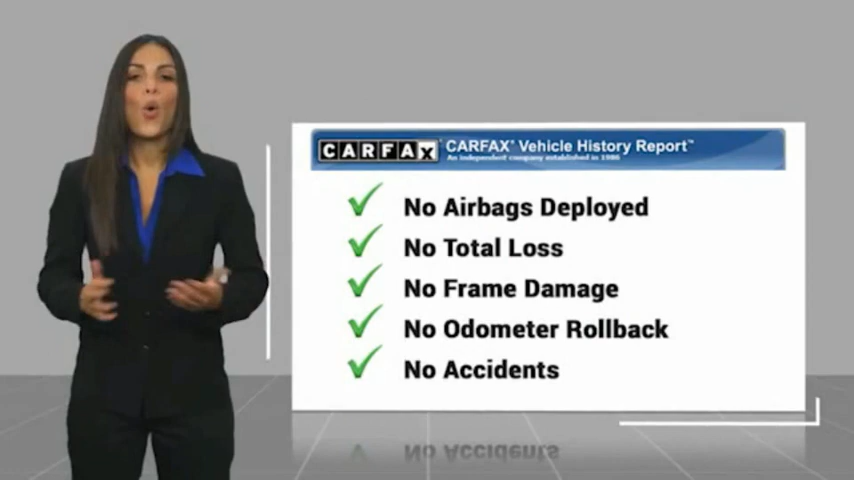 CARFAX CARFAX® Vehicle History Report™
An independent company established in 1986
No Airbags Deployed
No Total Loss
No Frame Damage
No Odometer Rollback
No Accidents